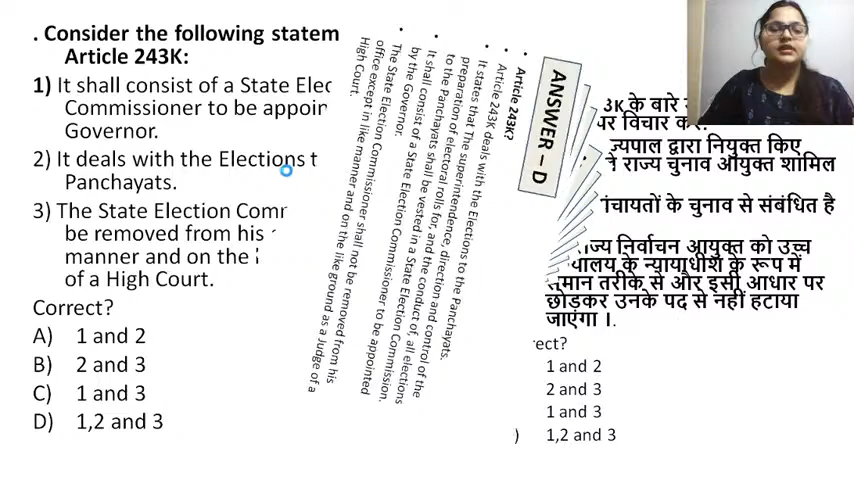 . Consider the following statem
Article 243K:
1) It shall consist of a State Elec
Commissioner to be appoin
Governor.
2) It deals with the Elections t
Panchayats.
3) The State Election Com
be removed from his
manner and on the
of a High Court.
Correct?
A) 1 and 2
B) 2 and 3
C) 1 and 3
D) 1,2 and 3
ANSWER – D
• Article 243K?
• Article 243K deals with the Elections to the Panchayats.
• It states that The superintendence, direction and control of the
preparation of electoral rolls for, and the conduct of, all elections
to the Panchayats shall be vested in a State Election Commission.
• It shall consist of a State Election Commissioner to be appointed
by the Governor.
• The State Election Commissioner shall not be removed from his
office except in like manner and on the like ground as a Judge of a
High Court.
3K के बारे
पर विचार कर
ज्यपाल द्वारा नियुक्त किए
राज्य चुनाव आयुक्त शामिल
पंचायतों के चुनाव से संबंधित है
राज्य निर्वाचन आयुक्त को उच्च
यालय के न्यायाधीश के रूप में
समान तरीके से और इसी आधार पर
छोड़कर उनके पद से नहीं हटाया
जाएंगा ।.
rect?
1 and 2
2 and 3
1 and 3
) 1,2 and 3